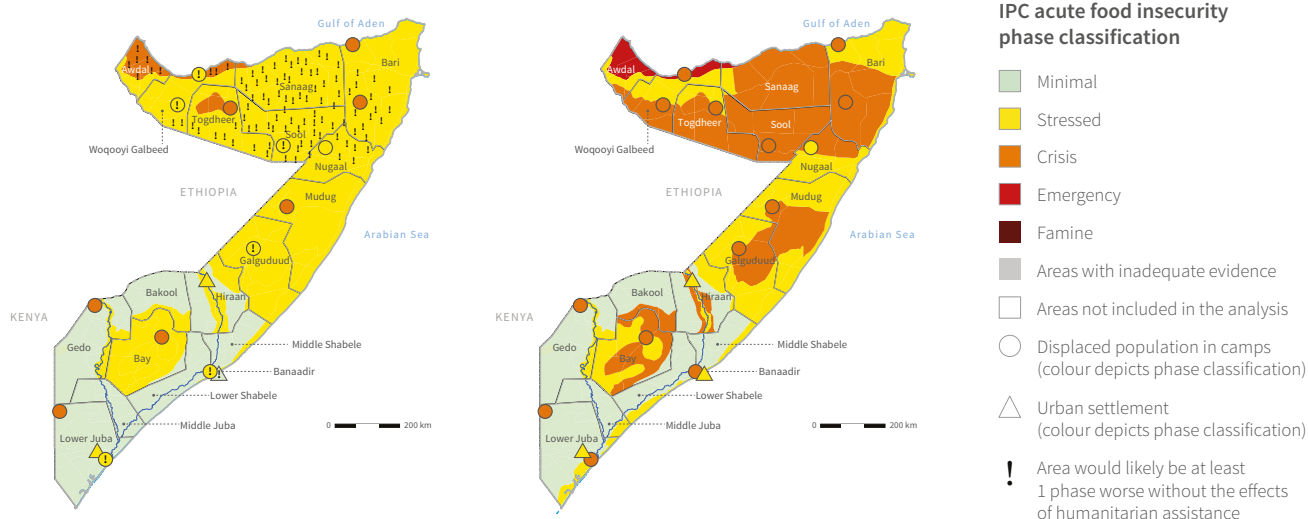 Gulf of Aden
Awdal
Bari
Sanaag
Togdheer
Sool
Woqooyi Galbeed
Nugaal
ETHIOPIA
Mudug
Arabian Sea
Galguduud
Bakool
Hiraan
KENYA
Gedo
Bay
Middle Shabele
Banaadir
Lower Shabele
Middle Juba
0 200 km
Lower Juba
Gulf of Aden
Awdal
Bari
Sanaag
Togdheer
Sool
Woqooyi Galbeed
Nugaal
ETHIOPIA
Mudug
Arabian Sea
Galguduud
Bakool
Hiraan
KENYA
Gedo
Bay
Middle Shabele
Banaadir
Lower Shabele
Middle Juba
0 200 km
Lower Juba
IPC acute food insecurity
phase classification
Minimal
Stressed
Crisis
Emergency
Famine
Areas with inadequate evidence
Areas not included in the analysis
Displaced population in camps
(colour depicts phase classification)
Urban settlement
(colour depicts phase classification)
! Area would likely be at least
1 phase worse without the effects
of humanitarian assistance